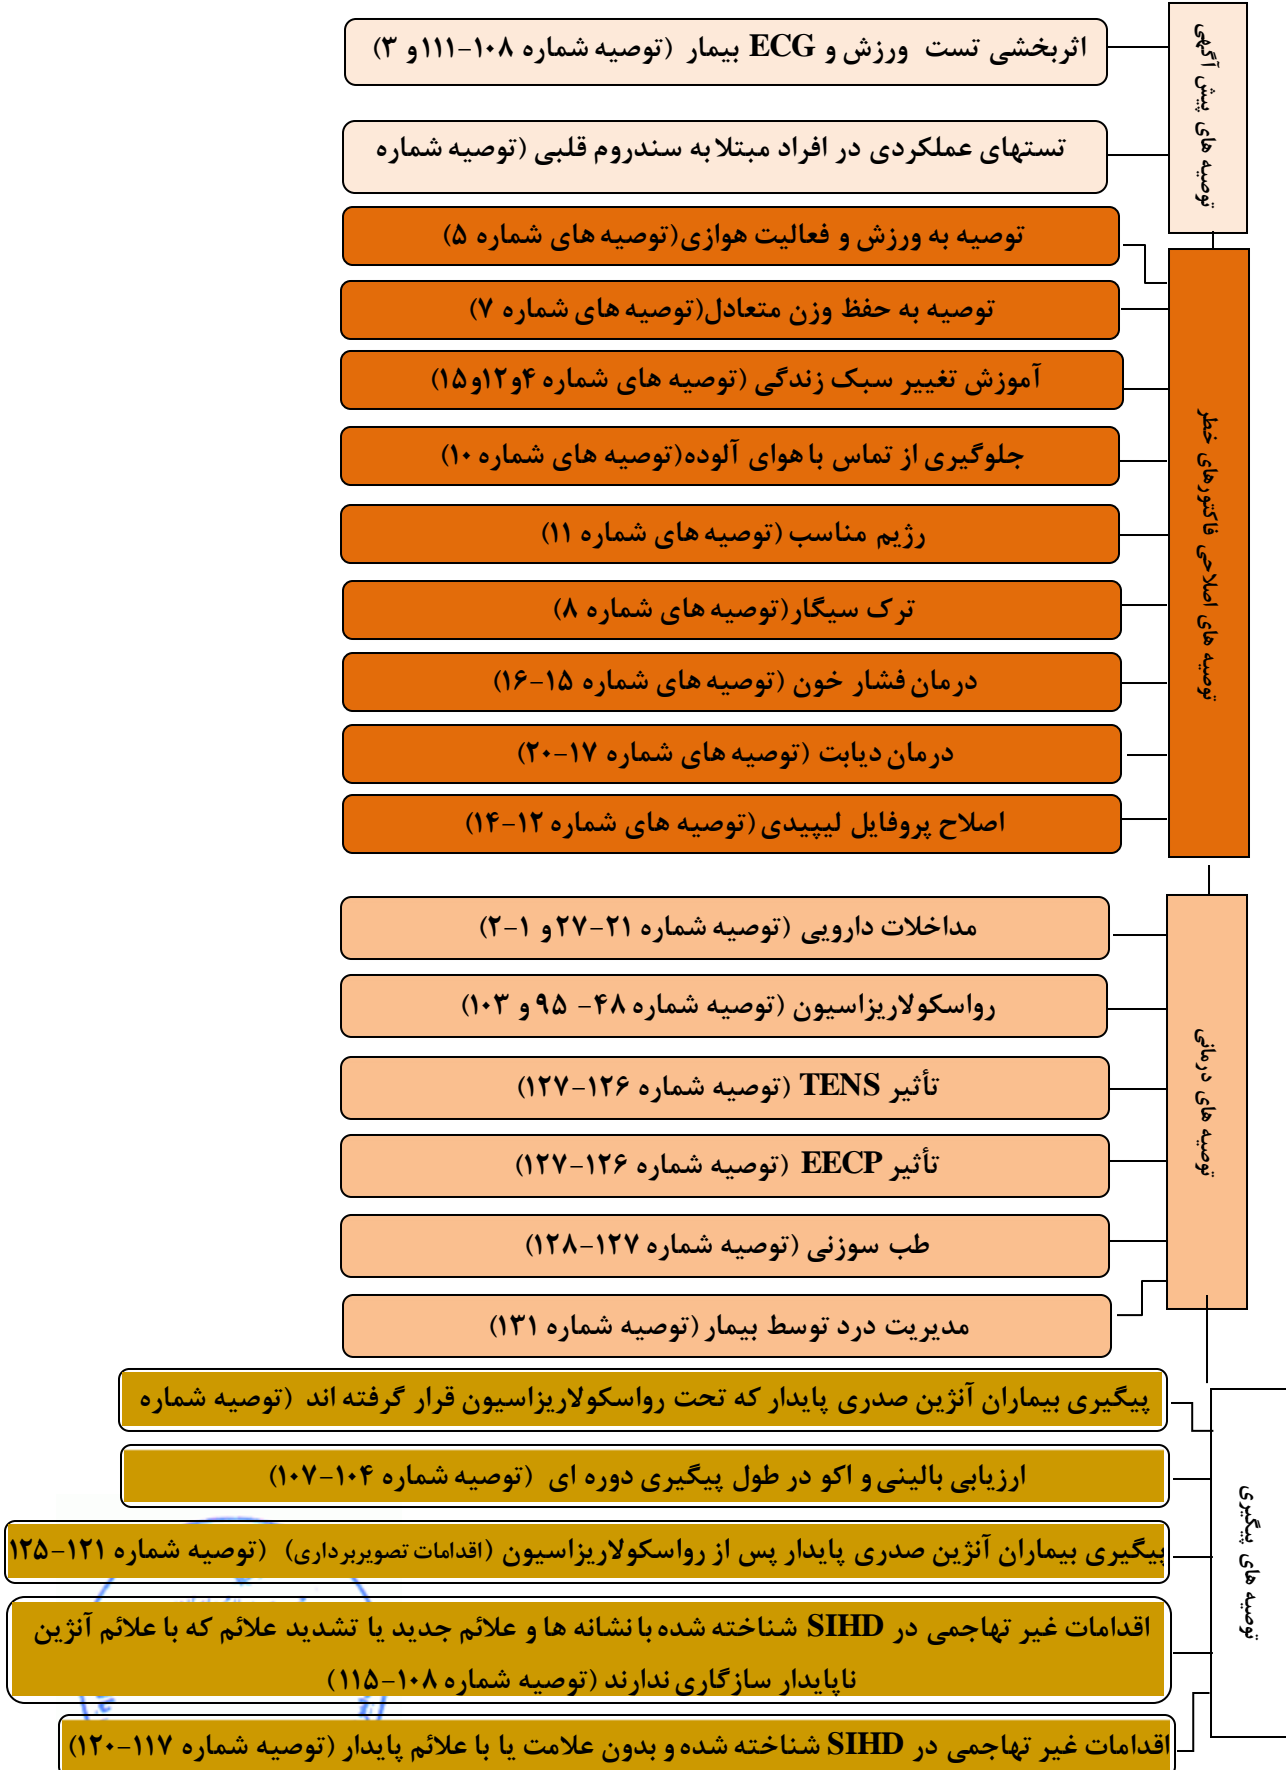 توصیه های پیش آگهی
اثربخشی تست ورزش و ECG بیمار (توصیه شماره ۱۰۸-۱۱۱و ۳)
تستهای عملکردی در افراد مبتلا به سندروم قلبی (توصیه شماره
توصیه های اصلاحی فاکتورهای خطر
توصیه به ورزش و فعالیت هوازی(توصیه های شماره ۵)
توصیه به حفظ وزن متعادل(توصیه های شماره ۷)
آموزش تغییر سبک زندگی (توصیه های شماره ۴و۱۲و۱۵)
جلوگیری از تماس با هوای آلوده(توصیه های شماره ۱۰)
رژیم مناسب (توصیه های شماره ۱۱)
ترک سیگار(توصیه های شماره ۸)
درمان فشار خون (توصیه های شماره ۱۵-۱۶)
درمان دیابت (توصیه های شماره ۱۷-۲۰)
اصلاح پروفایل لیپیدی (توصیه های شماره ۱۲-۱۴)
توصیه های درمانی
مداخلات دارویی (توصیه شماره ۲۱-۲۷و ۱-۲)
رواسکولاریزاسیون (توصیه شماره ۴۸- ۹۵ و ۱۰۳)
تأثیر TENS (توصیه شماره ۱۲۶-۱۲۷)
تأثیر EECP (توصیه شماره ۱۲۶-۱۲۷)
طب سوزنی (توصیه شماره ۱۲۷-۱۲۸)
مدیریت درد توسط بیمار (توصیه شماره ۱۳۱)
توصیه های پیگیری
پیگیری بیماران آنژین صدری پایدار که تحت رواسکولاریزاسیون قرار گرفته اند (توصیه شماره
ارزیابی بالینی و اکو در طول پیگیری دوره ای (توصیه شماره ۱۰۴-۱۰۷)
پیگیری بیماران آنژین صدری پایدار پس از رواسکولاریزاسیون (اقدامات تصویربرداری) (توصیه شماره ۱۲۱-۱۲۵
اقدامات غیر تهاجمی در SIHD شناخته شده با نشانه ها و علائم جدید یا تشدید علائم که با علائم آنژین
ناپایدار سازگاری ندارند (توصیه شماره ۱۰۸-۱۱۵)
اقدامات غیر تهاجمی در SIHD شناخته شده و بدون علامت یا با علائم پایدار (توصیه شماره ۱۱۷-۱۲۰)